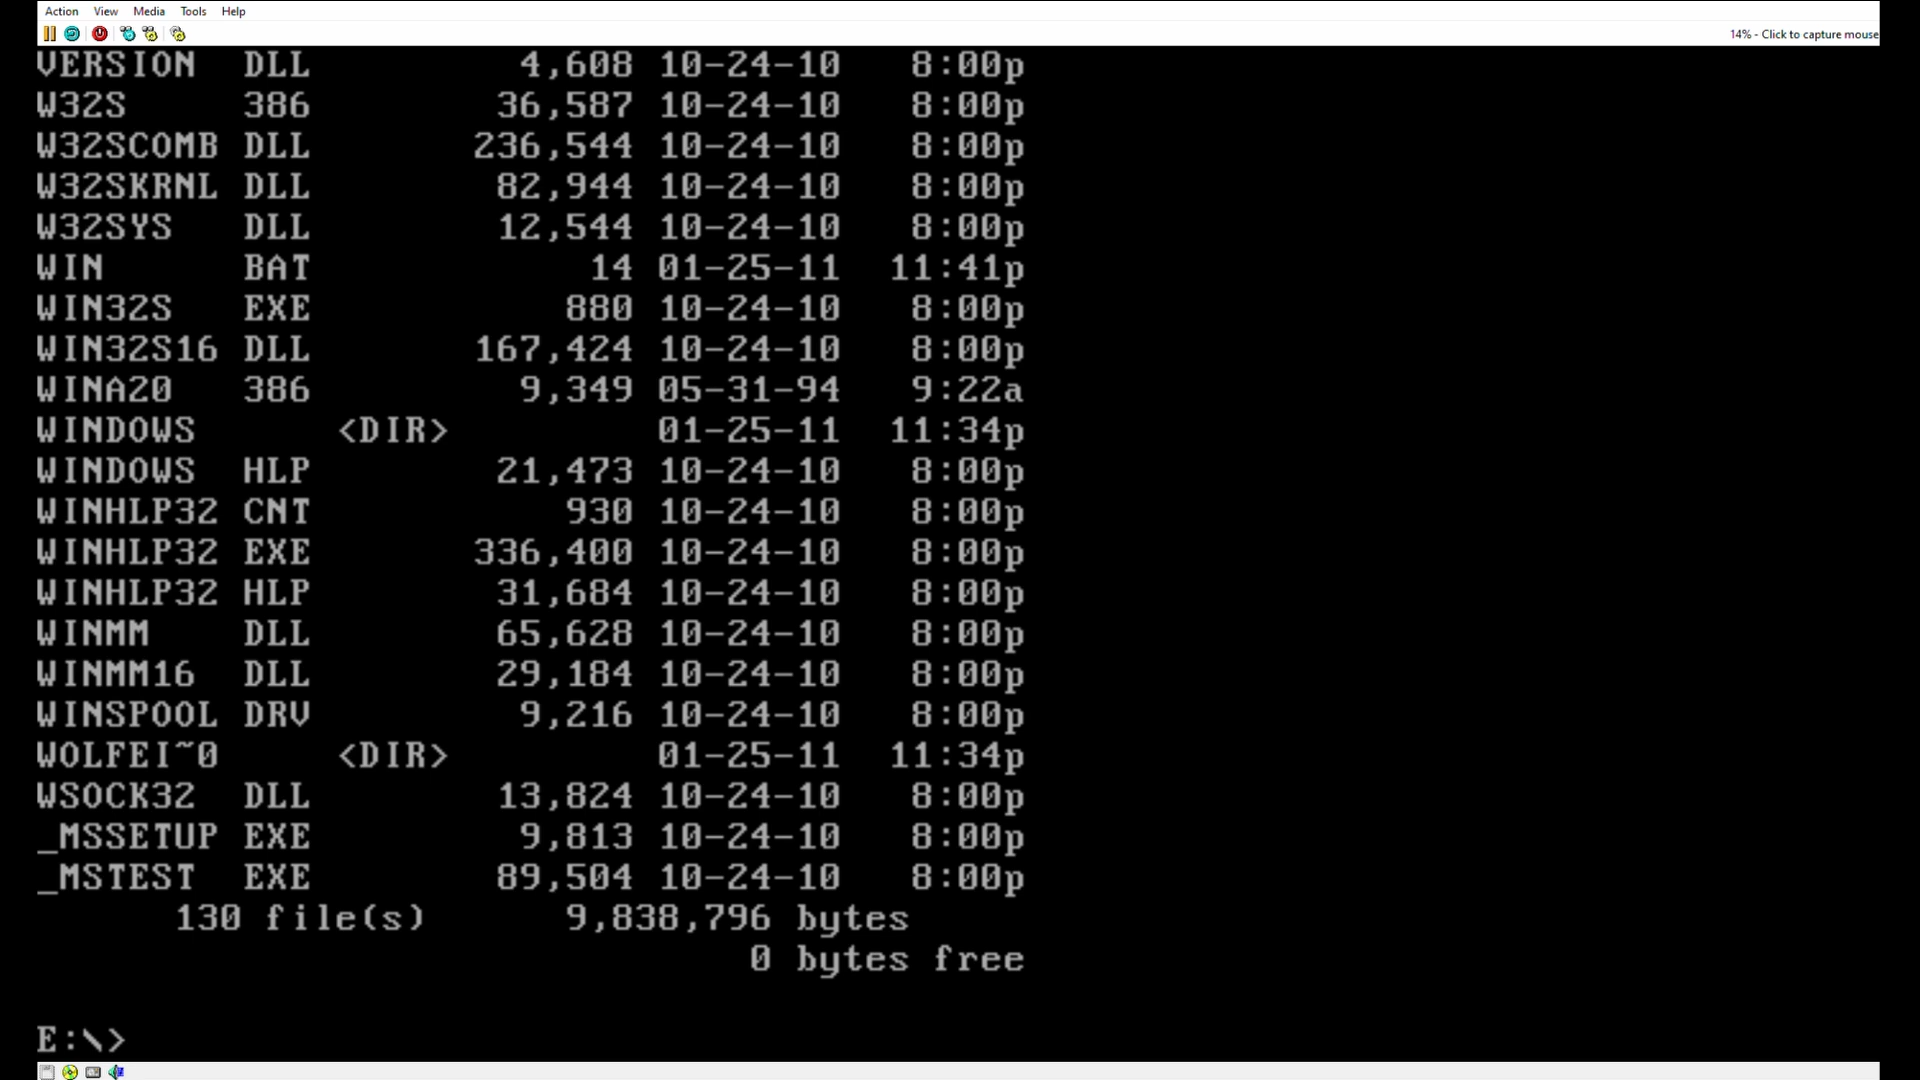 Action View Media Tools Help
14% - Click to capture mouse
VERSION DLL 4,608 10-24-10 8:00p
W32S 386 36,587 10-24-10 8:00p
W32SCOMB DLL 236,544 10-24-10 8:00p
W32SKRNL DLL 82,944 10-24-10 8:00p
W32SYS DLL 12,544 10-24-10 8:00p
WIN BAT 14 01-25-11 11:41p
WIN32S EXE 880 10-24-10 8:00p
WIN32S16 DLL 167,424 10-24-10 8:00p
WINA20 386 9,349 05-31-94 9:22a
WINDOWS <DIR> 01-25-11 11:34p
WINDOWS HLP 21,473 10-24-10 8:00p
WINHLP32 CNT 930 10-24-10 8:00p
WINHLP32 EXE 336,400 10-24-10 8:00p
WINHLP32 HLP 31,684 10-24-10 8:00p
WINMM DLL 65,628 10-24-10 8:00p
WINMM16 DLL 29,184 10-24-10 8:00p
WINSPOOL DRV 9,216 10-24-10 8:00p
WOLFEI~0 <DIR> 01-25-11 11:34p
WSOCK32 DLL 13,824 10-24-10 8:00p
_MSSETUP EXE 9,813 10-24-10 8:00p
_MSTEST EXE 89,504 10-24-10 8:00p
130 file(s) 9,838,796 bytes
0 bytes free
E:\>